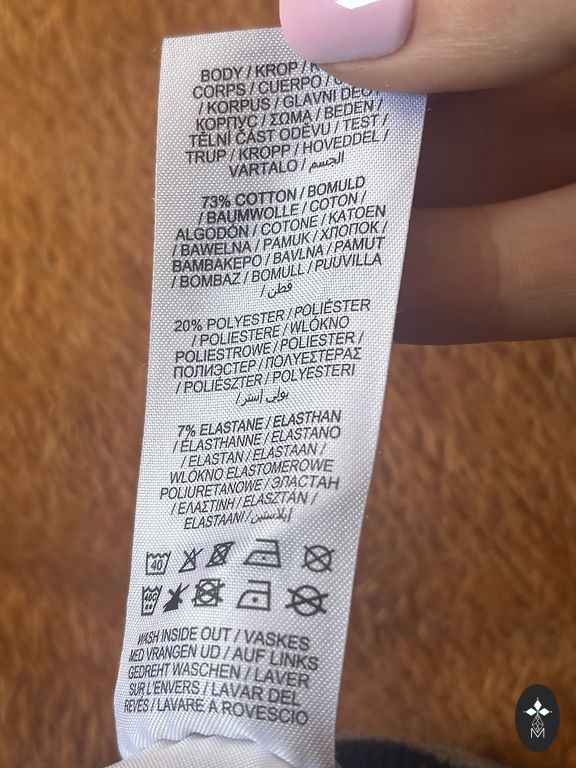 BODY / KROP /
CORPS / CUERPO /
/ KORPUS / GLAVNI DEO /
КОРПУС / ΣΩΜΑ / BEDEN /
TĚLNÍ ČÁST ODĚVU / TEST /
TRUP / KROPP / HOVEDDEL /
VARTALO / الجسم
73% COTTON / BOMULD
/ BAUMWOLLE / COTON /
ALGODÓN / COTONE / KATOEN
/ BAWEŁNA / PAMUK / ХЛОПОК /
ΒΑΜΒΑΚΕΡΟ / BAVLNA / PAMUT
/ BOMBAZ / BOMULL / PUUVILLA
/ قطن
20% POLYESTER / POLIÉSTER
/ POLIESTERE / WŁÓKNO
POLIESTROWE / POLIESTER /
ПОЛИЭСТЕР / ΠΟΛΥΕΣΤΕΡΑΣ
/ POLIÉSZTER / POLYESTERI
/ بولي إستر
7% ELASTANE / ELASTHAN
/ ÉLASTHANNE / ELASTANO
/ ELASTAN / ELASTAAN /
WŁÓKNO ELASTOMEROWE
POLIURETANOWE / ЭЛАСТАН
/ ΕΛΑΣΤΙΝΗ / ELASZTÁN /
ELASTAANI / إيلاستين
40
40C
WASH INSIDE OUT / VASKES
MED VRANGEN UD / AUF LINKS
GEDREHT WASCHEN / LAVER
SUR L'ENVERS / LAVAR DEL
REVÉS / LAVARE A ROVESCIO
M